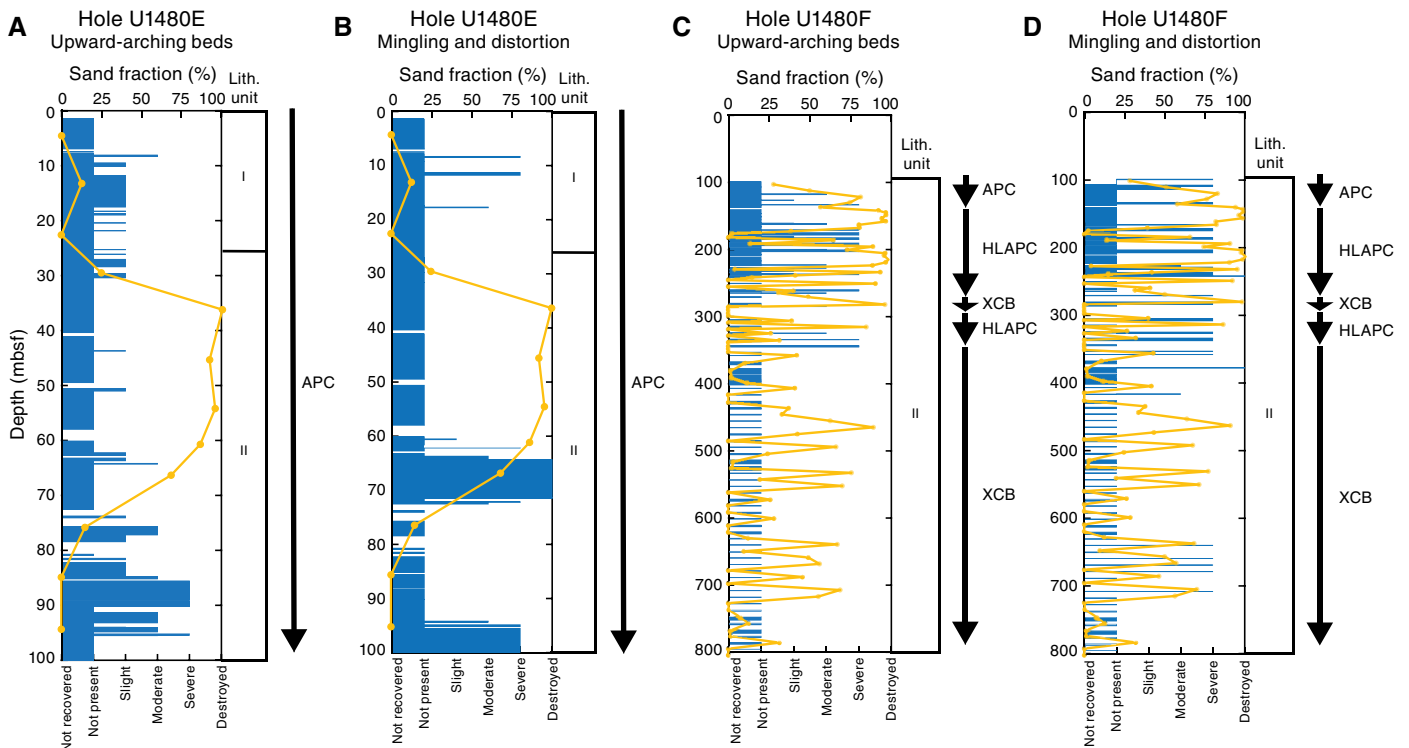 A
Hole U1480E
Upward-arching beds
Sand fraction (%)
Lith.
unit
0 25 50 75 100
0
10
20
30
40
50
60
70
80
90
100
Depth (mbsf)
I
II
APC
Not recovered
Not present
Slight
Moderate
Severe
Destroyed
B
Hole U1480E
Mingling and distortion
Sand fraction (%)
Lith.
unit
0 25 50 75 100
0
10
20
30
40
50
60
70
80
90
100
I
II
APC
Not recovered
Not present
Slight
Moderate
Severe
Destroyed
C
Hole U1480F
Upward-arching beds
Sand fraction (%)
0 25 50 75 100
Lith.
unit
0
100
200
300
400
500
600
700
800
II
APC
HLAPC
XCB
HLAPC
XCB
Not recovered
Not present
Slight
Moderate
Severe
Destroyed
D
Hole U1480F
Mingling and distortion
Sand fraction (%)
0 25 50 75 100
Lith.
unit
0
100
200
300
400
500
600
700
800
II
APC
HLAPC
XCB
HLAPC
XCB
Not recovered
Not present
Slight
Moderate
Severe
Destroyed